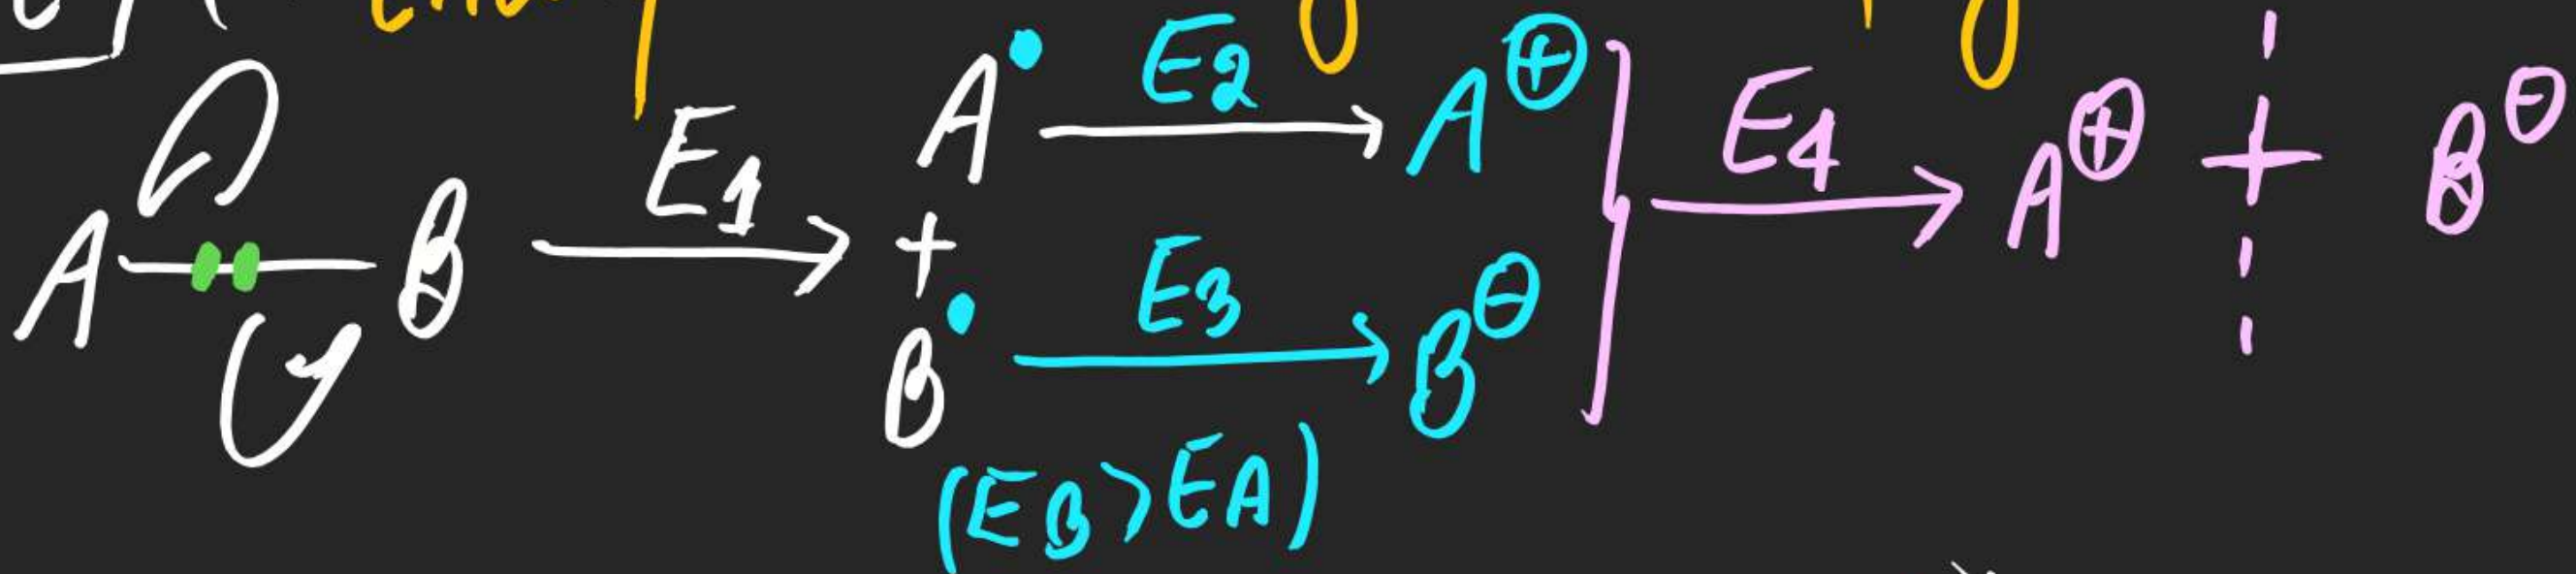 A• E2 → A⊕
A — B E1 → + } E4 → A⊕ + B⊖
B• E3 → B⊖
(EB > EA)